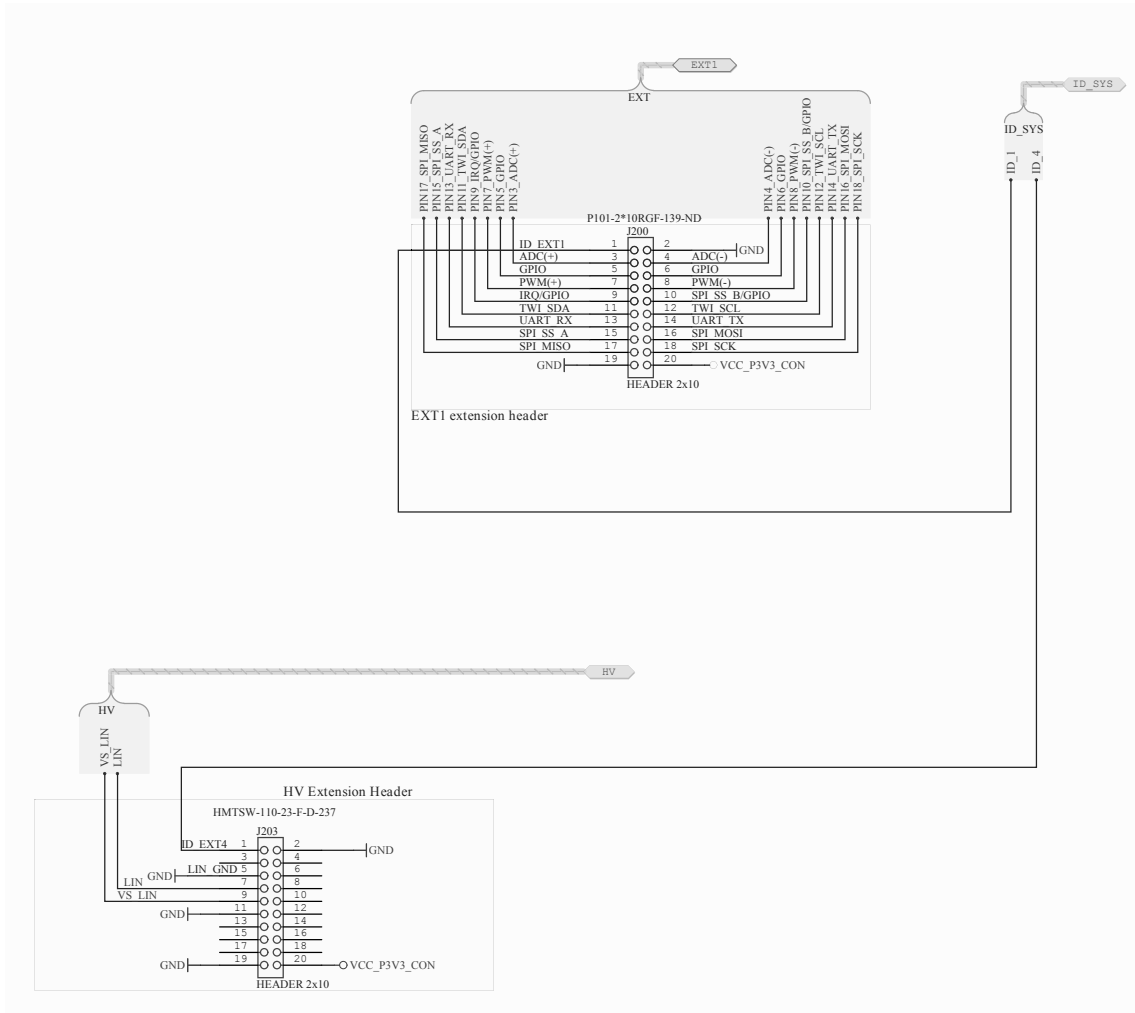 EXT1
EXT
PIN17_SPI_MISO
PIN15_SPI_SS_A
PIN13_UART_RX
PIN11_TWI_SDA
PIN9_IRQ/GPIO
PIN7_PWM(+)
PIN5_GPIO
PIN3_ADC(+)
PIN4_ADC(-)
PIN6_GPIO
PIN8_PWM(-)
PIN10_SPI_SS_B/GPIO
PIN12_TWI_SCL
PIN14_UART_TX
PIN16_SPI_MOSI
PIN18_SPI_SCK
ID_SYS
ID_SYS
ID_1
ID_4
P101-2*10RGF-139-ND
J200
ID_EXT1 1 2 GND
ADC(+) 3 4 ADC(-)
GPIO 5 6 GPIO
PWM(+) 7 8 PWM(-)
IRQ/GPIO 9 10 SPI_SS_B/GPIO
TWI_SDA 11 12 TWI_SCL
UART_RX 13 14 UART_TX
SPI_SS_A 15 16 SPI_MOSI
SPI_MISO 17 18 SPI_SCK
GND 19 20 VCC_P3V3_CON
HEADER 2x10
EXT1 extension header
HV
HV
VS_LIN
LIN
HV Extension Header
HMTSW-110-23-F-D-237
J203
ID_EXT4 1 2 GND
3 4
GND LIN_GND 5 6
LIN 7 8
VS_LIN 9 10
GND 11 12
13 14
15 16
17 18
GND 19 20 VCC_P3V3_CON
HEADER 2x10